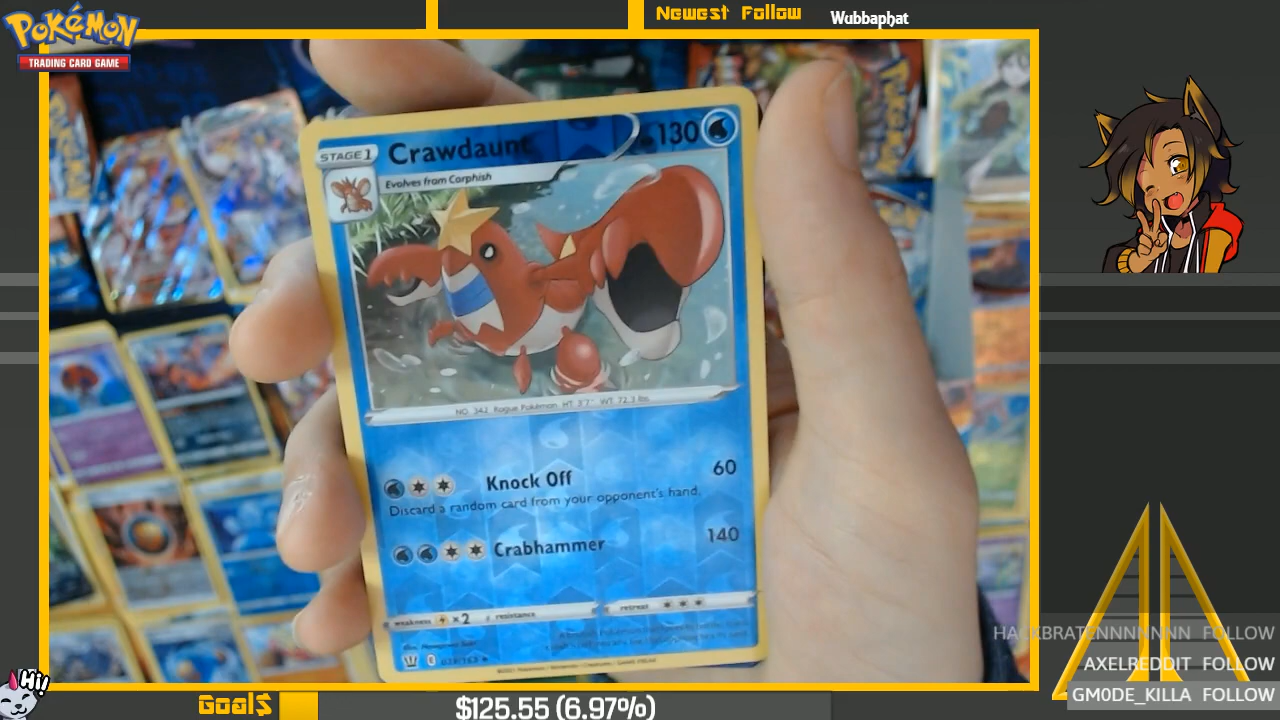 Newest Follow
Wubbaphat
POKÉMON
TRADING CARD GAME
STAGE 1
Crawdaunt
130
Evolves from Corphish
NO. 342 Rogue Pokémon HT 3'7" WT 72.3 lbs.
Knock Off
60
Discard a random card from your opponent's hand.
Crabhammer
140
weakness
×2
resistance
retreat
HACKBRATENNNNNNN FOLLOW
AXELREDDIT FOLLOW
GM0DE_KILLA FOLLOW
Hi!
Goals
$125.55 (6.97%)